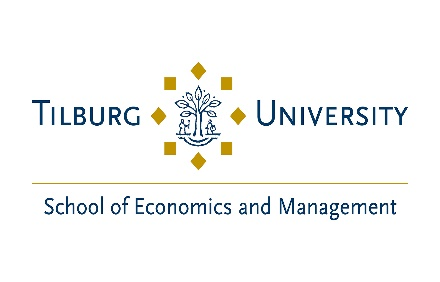 TILBURG UNIVERSITY
School of Economics and Management